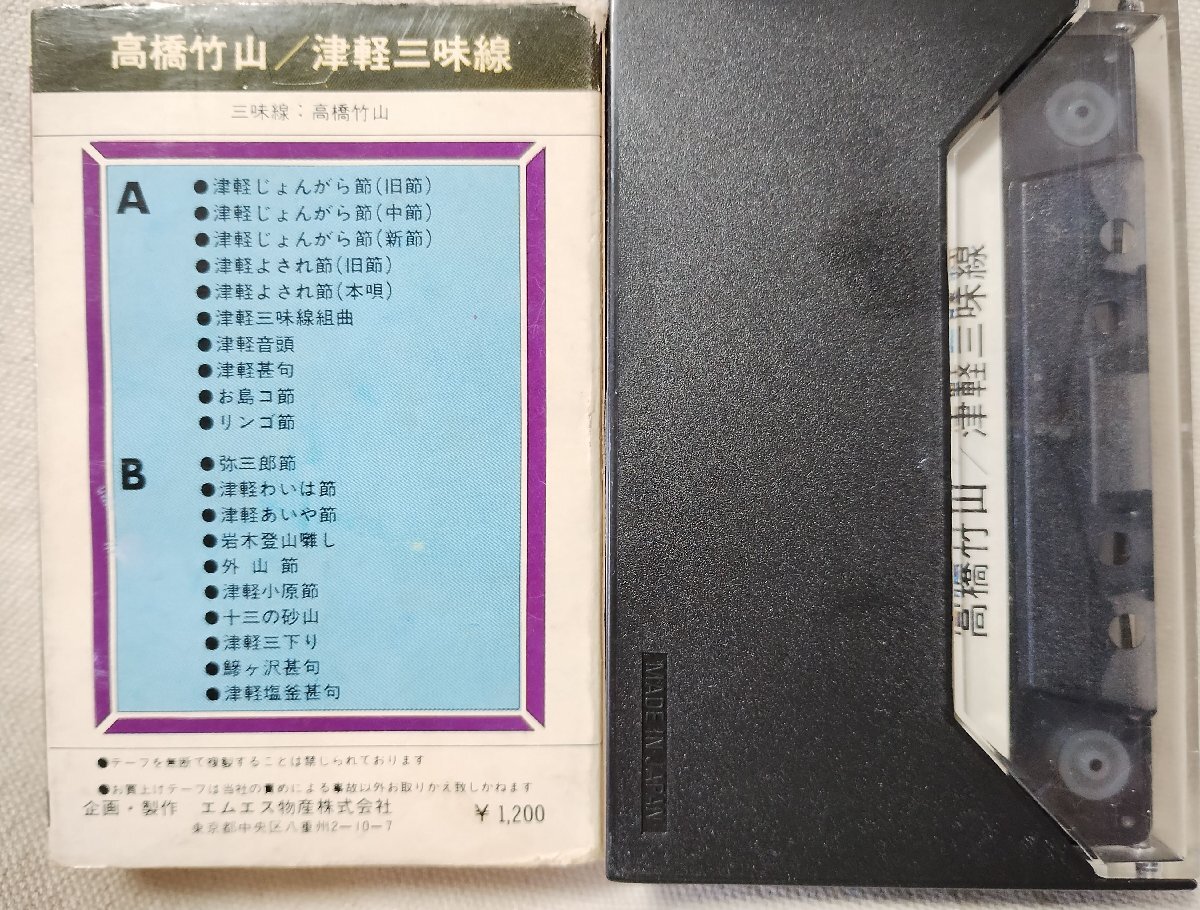 高橋竹山／津軽三味線
三味線：高橋竹山
A
●津軽じょんがら節(旧節)
●津軽じょんがら節(中節)
●津軽じょんがら節(新節)
●津軽よされ節(旧節)
●津軽よされ節(本唄)
●津軽三味線組曲
●津軽音頭
●津軽甚句
●お島コ節
●リンゴ節
B
●弥三郎節
●津軽わいは節
●津軽あいや節
●岩木登山囃し
●外山節
●津軽小原節
●十三の砂山
●津軽三下り
●鰺ヶ沢甚句
●津軽塩釜甚句
●テープを無断で複製することは禁じられております
●お買上げテープは当社の責めによる事故以外お取りかえ致しかねます
企画・製作 エムエス物産株式会社
東京都中央区八重州2-10-7
¥1,200
MADE IN JAPAN
高橋竹山／津軽三味線